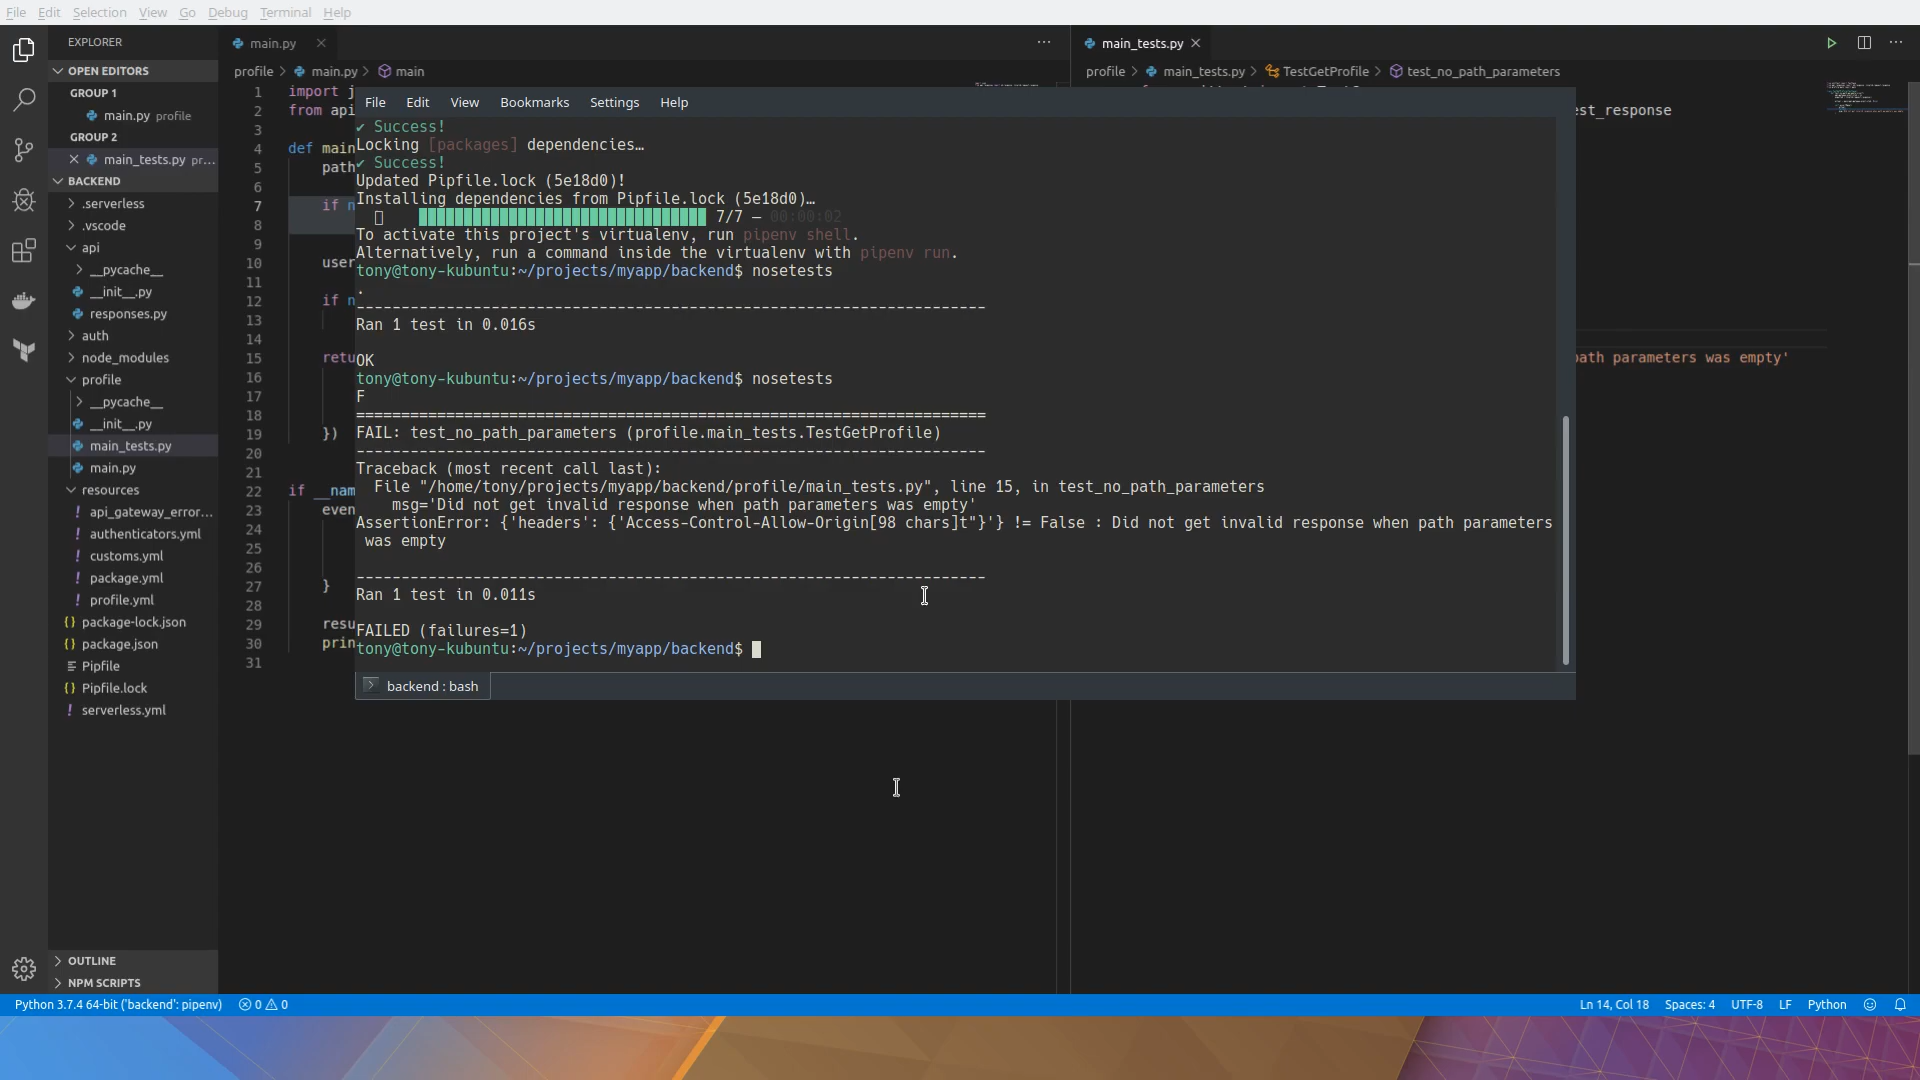 File Edit Selection View Go Debug Terminal Help
EXPLORER
OPEN EDITORS
GROUP 1
main.py profile
GROUP 2
main_tests.py pr...
BACKEND
.serverless
.vscode
api
__pycache__
__init__.py
responses.py
auth
node_modules
profile
__pycache__
__init__.py
main_tests.py
main.py
resources
api_gateway_error...
authenticators.yml
customs.yml
package.yml
profile.yml
package-lock.json
package.json
Pipfile
Pipfile.lock
serverless.yml
OUTLINE
NPM SCRIPTS
main.py
profile > main.py > main
1 import j
2 from api
3
4 def main
5 path
6
7 if n
8
9
10 user
11
12 if n
13
14
15 retu
16
17
18
19 })
20
21
22 if __nam
23 even
24
25
26
27 }
28
29 resu
30 prin
31
File Edit View Bookmarks Settings Help
✔ Success!
Locking [packages] dependencies…
✔ Success!
Updated Pipfile.lock (5e18d0)!
Installing dependencies from Pipfile.lock (5e18d0)…
7/7 — 00:00:02
To activate this project's virtualenv, run pipenv shell.
Alternatively, run a command inside the virtualenv with pipenv run.
tony@tony-kubuntu:~/projects/myapp/backend$ nosetests
.
----------------------------------------------------------------------
Ran 1 test in 0.016s
OK
tony@tony-kubuntu:~/projects/myapp/backend$ nosetests
F
======================================================================
FAIL: test_no_path_parameters (profile.main_tests.TestGetProfile)
----------------------------------------------------------------------
Traceback (most recent call last):
File "/home/tony/projects/myapp/backend/profile/main_tests.py", line 15, in test_no_path_parameters
msg='Did not get invalid response when path parameters was empty'
AssertionError: {'headers': {'Access-Control-Allow-Origin[98 chars]t"}'} != False : Did not get invalid response when path parameters
was empty
----------------------------------------------------------------------
Ran 1 test in 0.011s
FAILED (failures=1)
tony@tony-kubuntu:~/projects/myapp/backend$
backend : bash
main_tests.py
profile > main_tests.py > TestGetProfile > test_no_path_parameters
est_response
path parameters was empty'
Python 3.7.4 64-bit ('backend': pipenv) 0 0
Ln 14, Col 18 Spaces: 4 UTF-8 LF Python